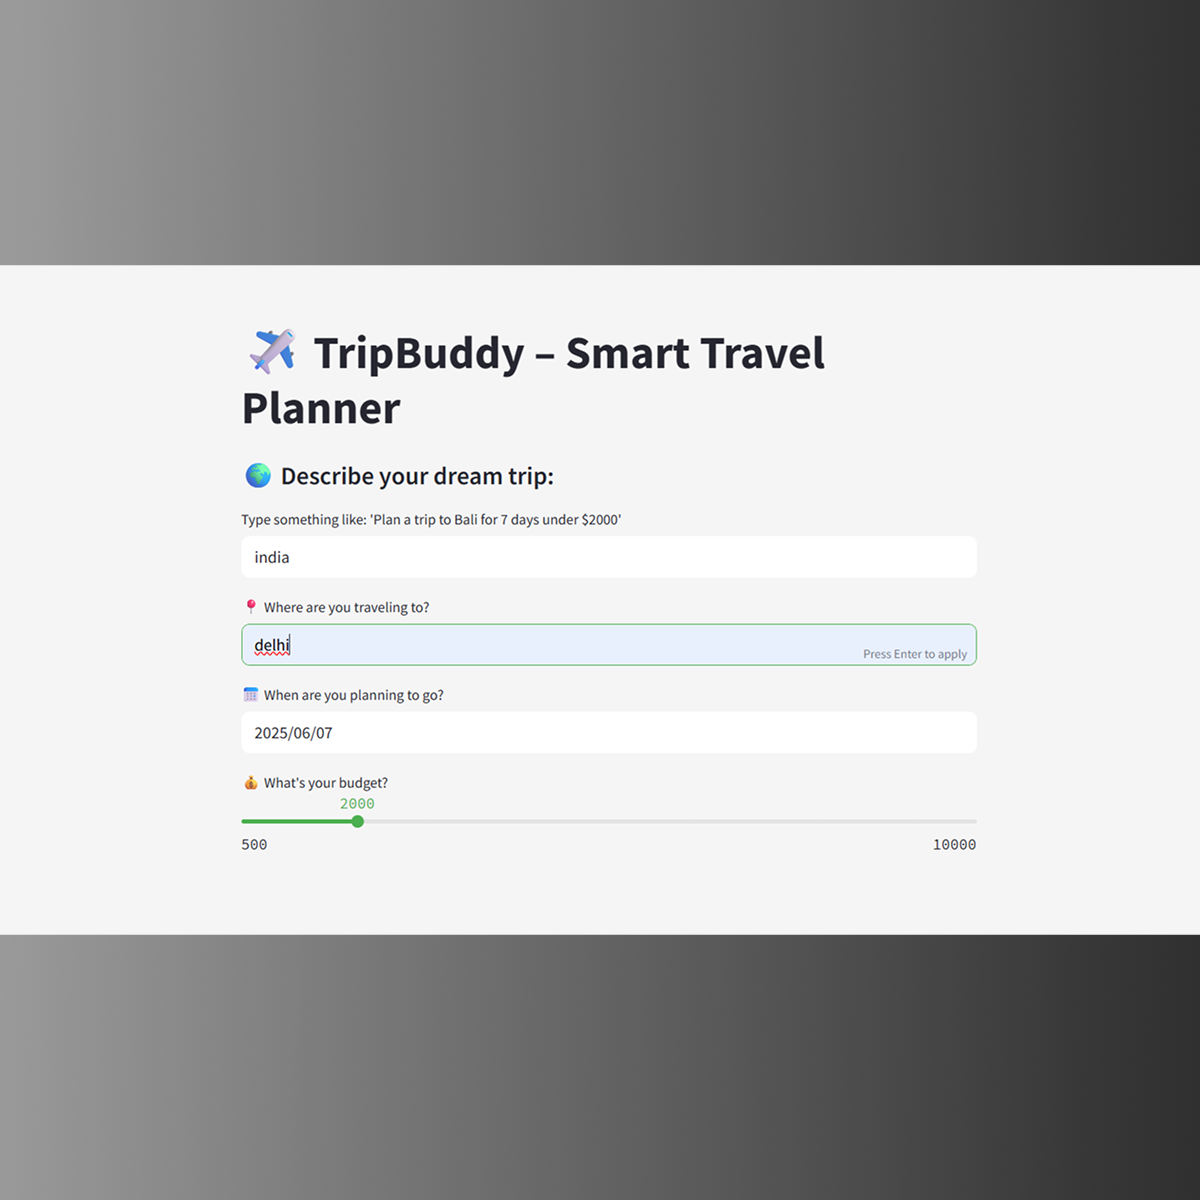 ✈️ TripBuddy – Smart Travel
Planner
🌍 Describe your dream trip:
Type something like: 'Plan a trip to Bali for 7 days under $2000'
india
📍 Where are you traveling to?
delhi
Press Enter to apply
🗓️ When are you planning to go?
2025/06/07
💰 What's your budget?
2000
500 10000